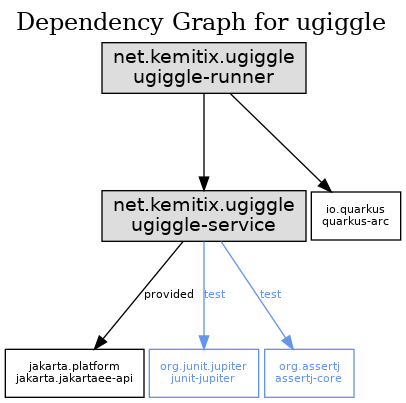 Dependency Graph for ugiggle
net.kemitix.ugiggle
ugiggle-runner
net.kemitix.ugiggle
ugiggle-service
io.quarkus
quarkus-arc
provided
test
test
jakarta.platform
jakarta.jakartaee-api
org.junit.jupiter
junit-jupiter
org.assertj
assertj-core